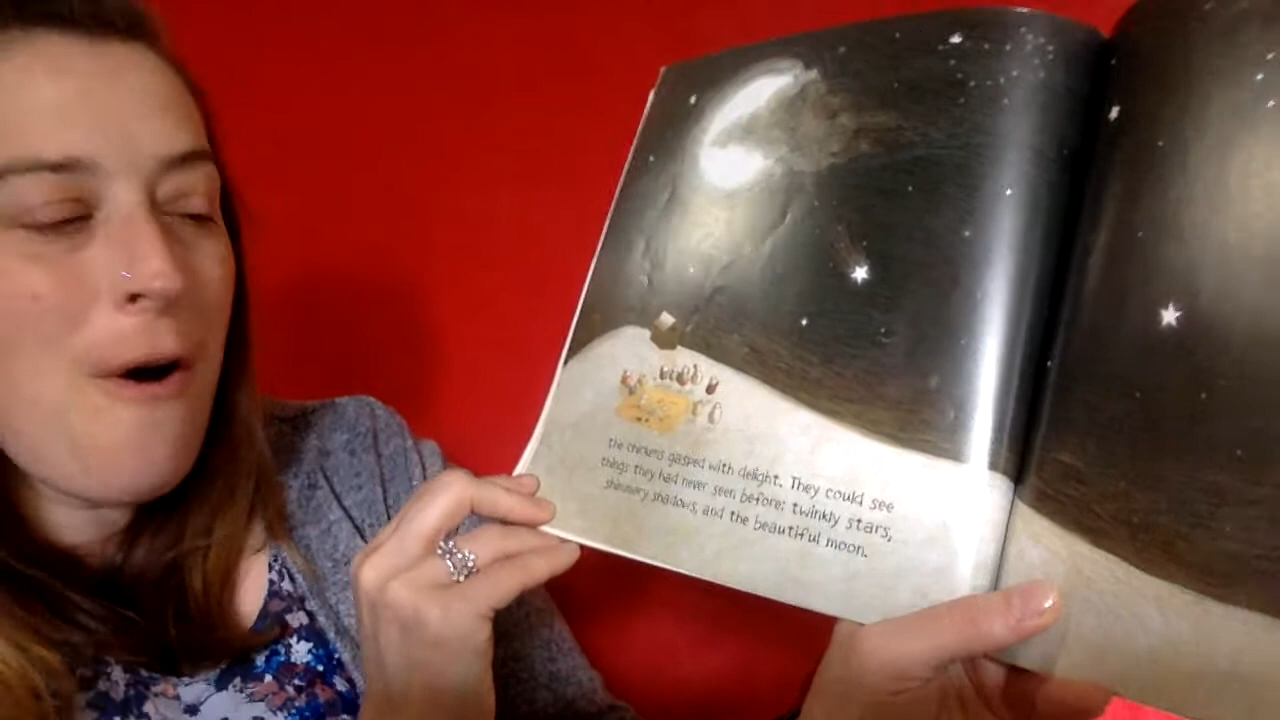 the chickens gasped with delight. They could see
things they had never seen before: twinkly stars,
shimmery shadows, and the beautiful moon.